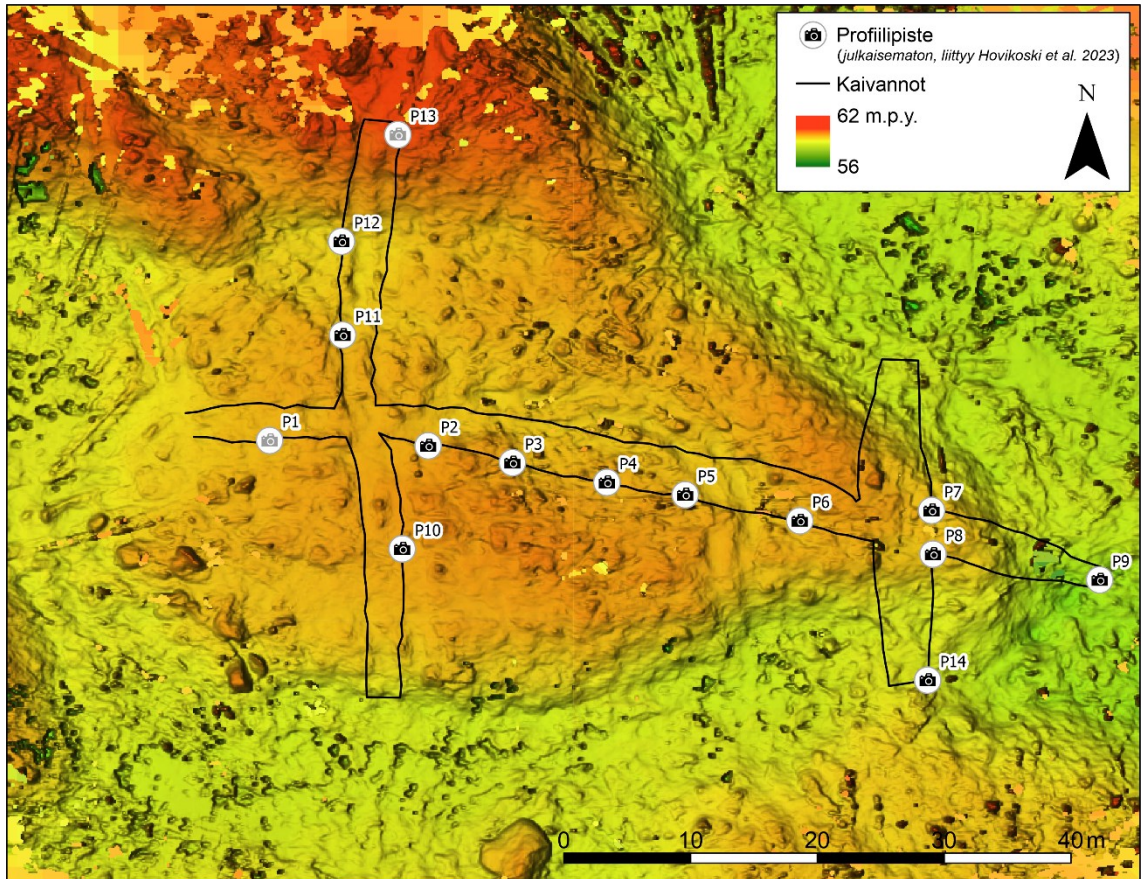 Profiilipiste
(julkaisematon, liittyy Hovikoski et al. 2023)
Kaivannot
62 m.p.y.
56
N
P13
P12
P11
P1
P2
P3
P4
P5
P6
P7
P10
P8
P9
P14
0 10 20 30 40 m